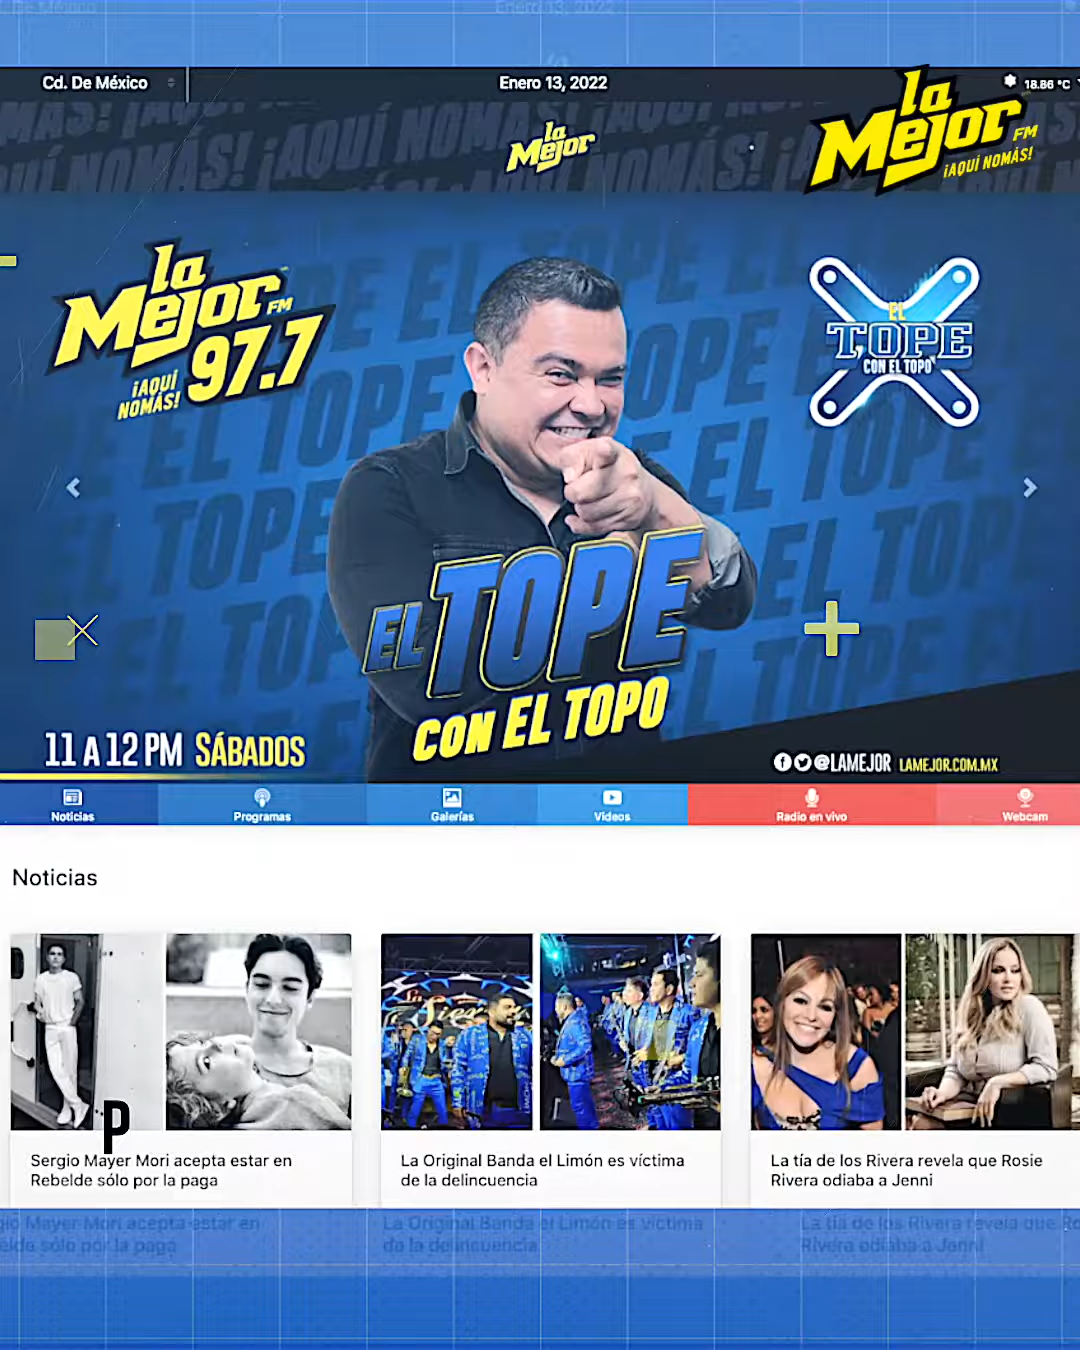 Cd. De México
Enero 13, 2022
18.86 °C
la
Mejor
la
Mejor FM
¡AQUÍ NOMÁS!
la
Mejor FM
97.7
¡AQUÍ
NOMÁS!
EL
TOPE
CON EL TOPO
EL TOPE
CON EL TOPO
11 A 12 PM SÁBADOS
@LAMEJOR LAMEJOR.COM.MX
Noticias
Programas
Galerías
Videos
Radio en vivo
Webcam
Noticias
P
Sergio Mayer Mori acepta estar en
Rebelde sólo por la paga
La Original Banda el Limón es víctima
de la delincuencia
La tía de los Rivera revela que Rosie
Rivera odiaba a Jenni